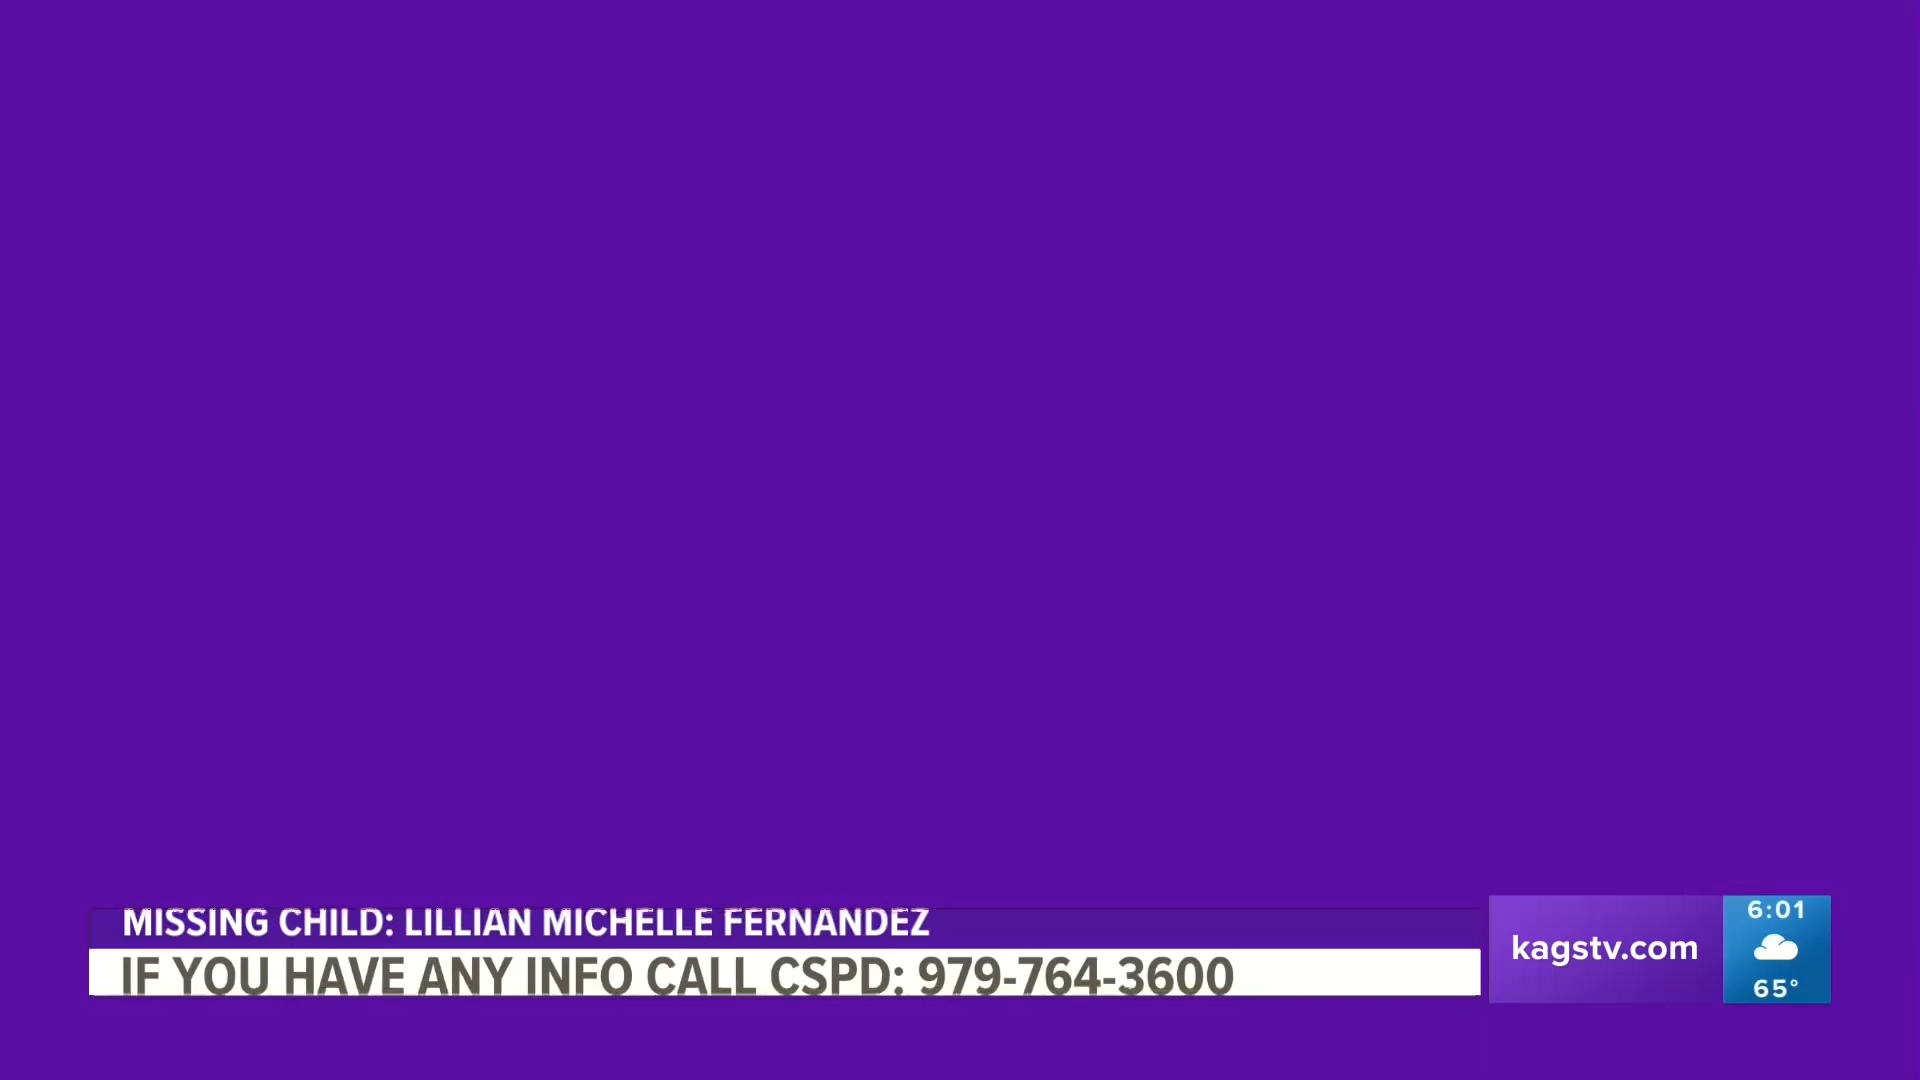 MISSING CHILD: LILLIAN MICHELLE FERNANDEZ
IF YOU HAVE ANY INFO CALL CSPD: 979-764-3600
kagstv.com
6:01
65°